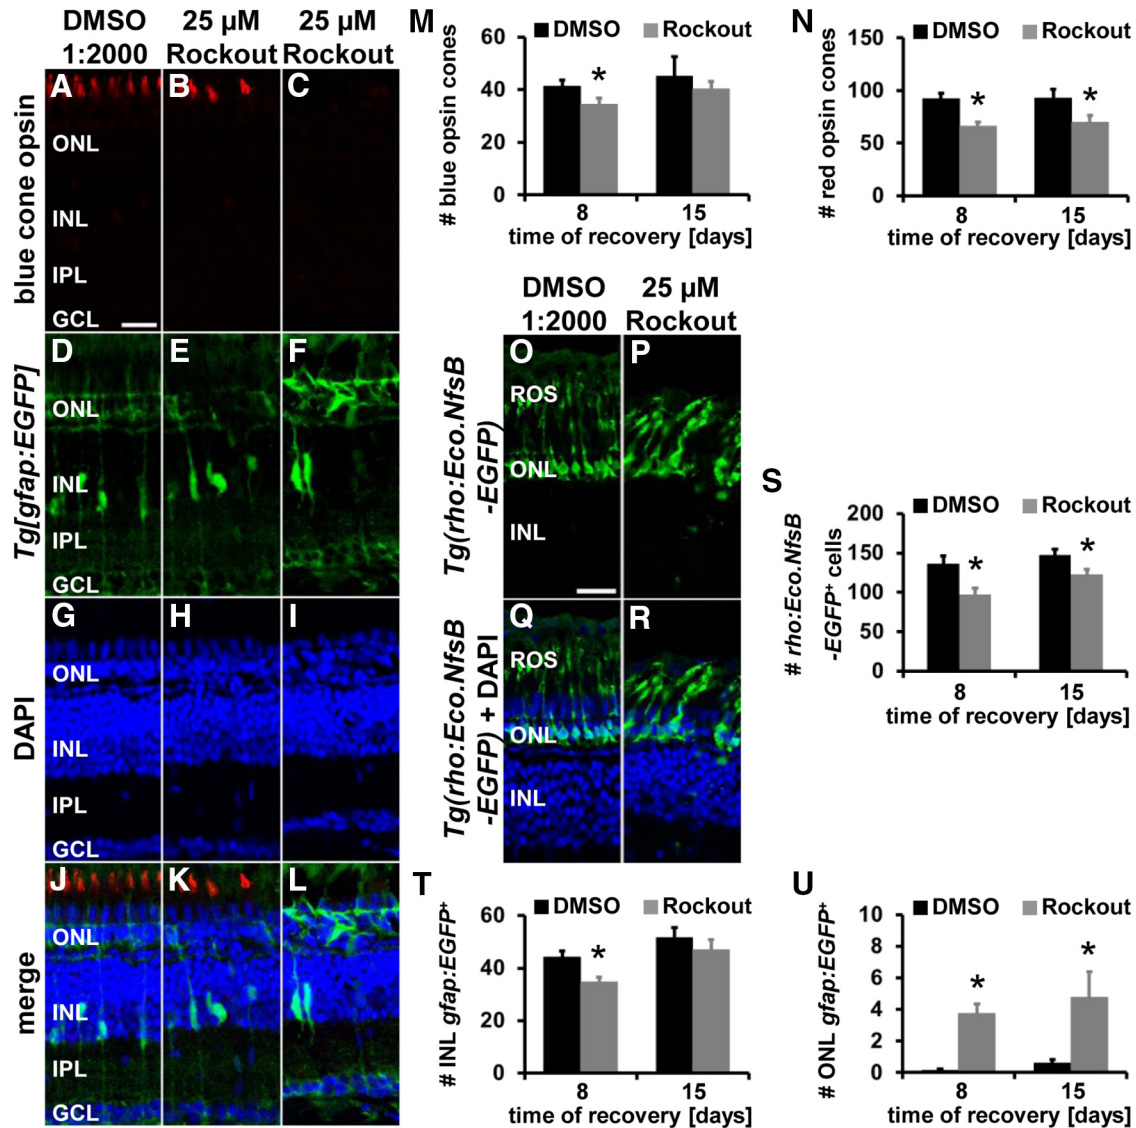 DMSO 1:2000
25 µM Rockout
25 µM Rockout
blue cone opsin
A
B
C
ONL
INL
IPL
GCL
Tg[gfap:EGFP]
D
E
F
ONL
INL
IPL
GCL
DAPI
G
H
I
ONL
INL
IPL
GCL
merge
J
K
L
ONL
INL
IPL
GCL
M
DMSO
Rockout
# blue opsin cones
60
40
20
0
8
15
time of recovery [days]
N
DMSO
Rockout
# red opsin cones
150
100
50
0
*
*
*
8
15
time of recovery [days]
DMSO 1:2000
25 µM Rockout
Tg(rho:Eco.NfsB
-EGFP)
O
P
ROS
ONL
INL
Tg(rho:Eco.NfsB
-EGFP) + DAPI
Q
R
ROS
ONL
INL
S
DMSO
Rockout
# rho:Eco.NfsB
-EGFP+ cells
200
150
100
50
0
*
*
8
15
time of recovery [days]
T
DMSO
Rockout
# INL gfap:EGFP+
60
40
20
0
*
8
15
time of recovery [days]
U
DMSO
Rockout
# ONL gfap:EGFP+
10
8
6
4
2
0
*
*
8
15
time of recovery [days]